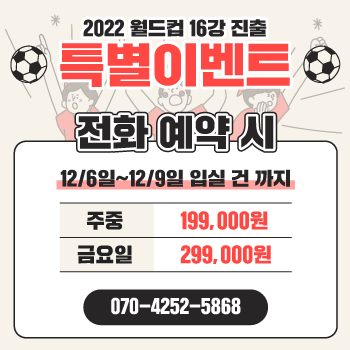 2022 월드컵 16강 진출
특별이벤트
전화 예약 시
12/6일~12/9일 입실 건 까지
주중 199,000원
금요일 299,000원
070-4252-5868